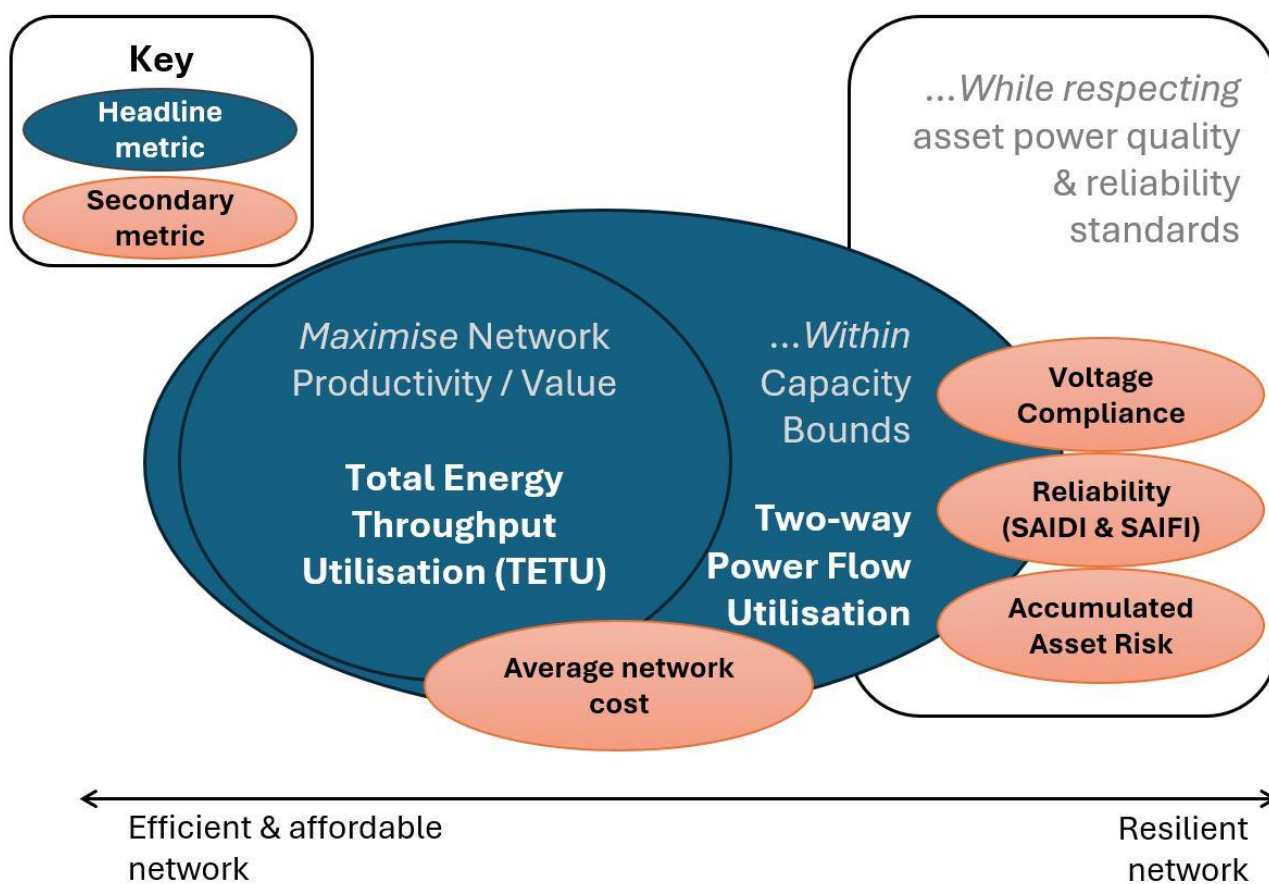 Key
Headline
metric
Secondary
metric
...While respecting
asset power quality
& reliability
standards
Maximise Network
Productivity / Value
Total Energy
Throughput
Utilisation (TETU)
...Within
Capacity
Bounds
Two-way
Power Flow
Utilisation
Voltage
Compliance
Reliability
(SAIDI & SAIFI)
Accumulated
Asset Risk
Average network
cost
Efficient & affordable
network
Resilient
network